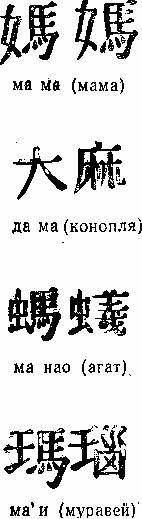 媽媽
ма ма (мама)
大麻
да ма (конопля)
螞蟻
ма нао (агат)
瑪瑙
ма' и (муравей)